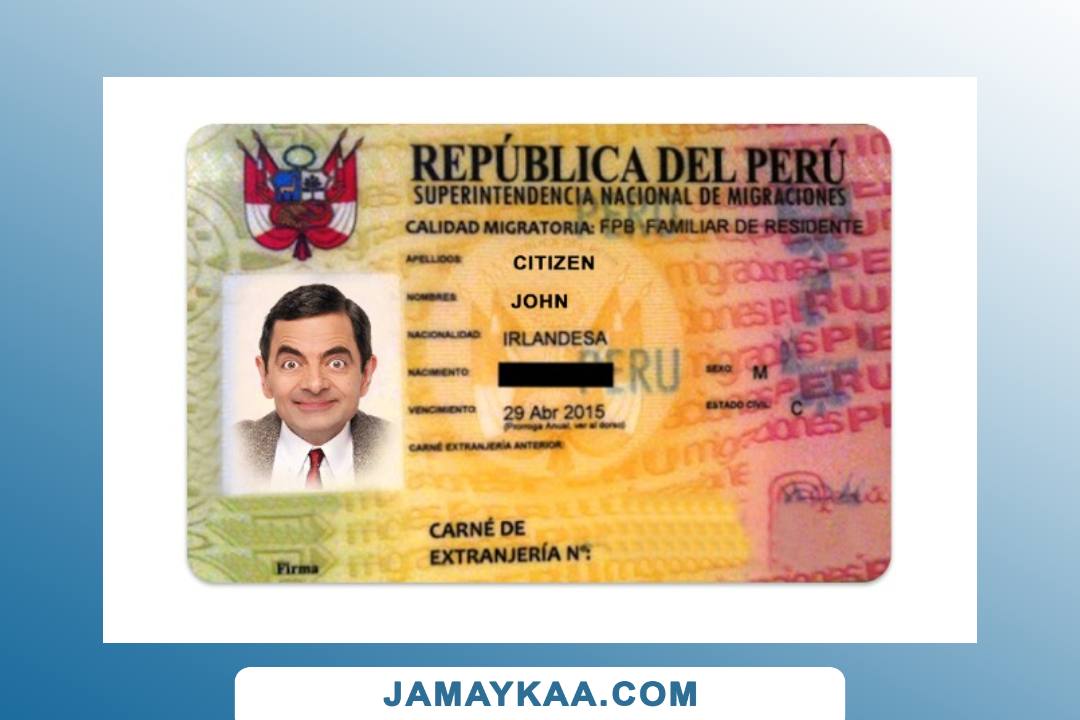 REPÚBLICA DEL PERÚ
SUPERINTENDENCIA NACIONAL DE MIGRACIONES
CALIDAD MIGRATORIA: FPB FAMILIAR DE RESIDENTE
APELLIDOS: CITIZEN
NOMBRES: JOHN
NACIONALIDAD: IRLANDESA
PERU
NACIMIENTO: SEXO: M
VENCIMIENTO: 29 Abr 2015 ESTADO CIVIL: C
(Prorroga Anual, ver al dorso)
CARNÉ EXTRANJERÍA ANTERIOR:
CARNÉ DE
EXTRANJERÍA Nº:
Firma
JAMAYKAA.COM